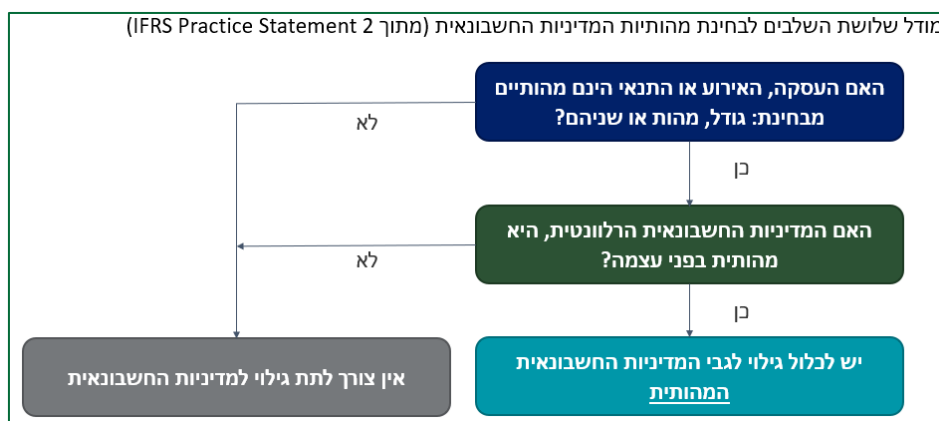 מודל שלושת השלבים לבחינת מהותיות המדיניות החשבונאית (מתוך IFRS Practice Statement 2)
האם העסקה, האירוע או התנאי הינם מהותיים
מבחינת: גודל, מהות או שניהם?
לא
כן
האם המדיניות החשבונאית הרלוונטית, היא
מהותית בפני עצמה?
לא
כן
יש לכלול גילוי לגבי המדיניות החשבונאית
המהותית
אין צורך לתת גילוי למדיניות החשבונאית